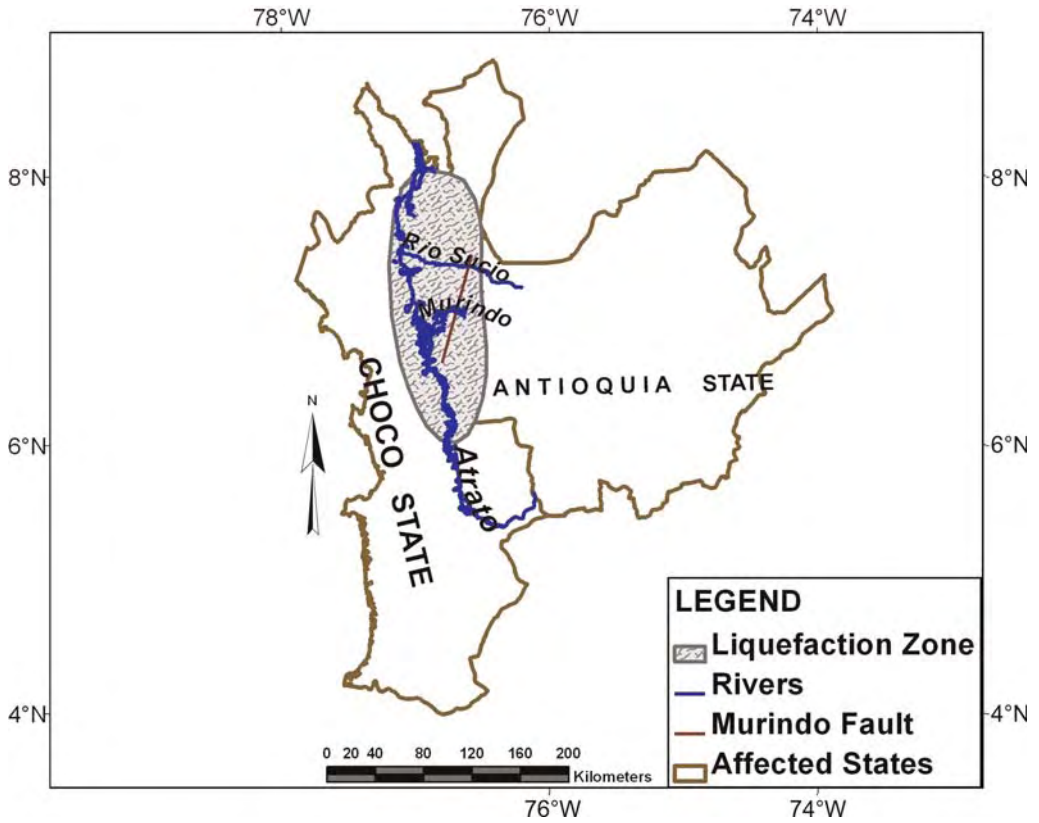 78°W 76°W 74°W
8°N 8°N
Rio Sucio
Murindo
CHOCO STATE
ANTIOQUIA STATE
N
6°N 6°N
Atrato
LEGEND
Liquefaction Zone
Rivers
Murindo Fault
Affected States
4°N 4°N
0 20 40 80 120 160 200
Kilometers
76°W 74°W